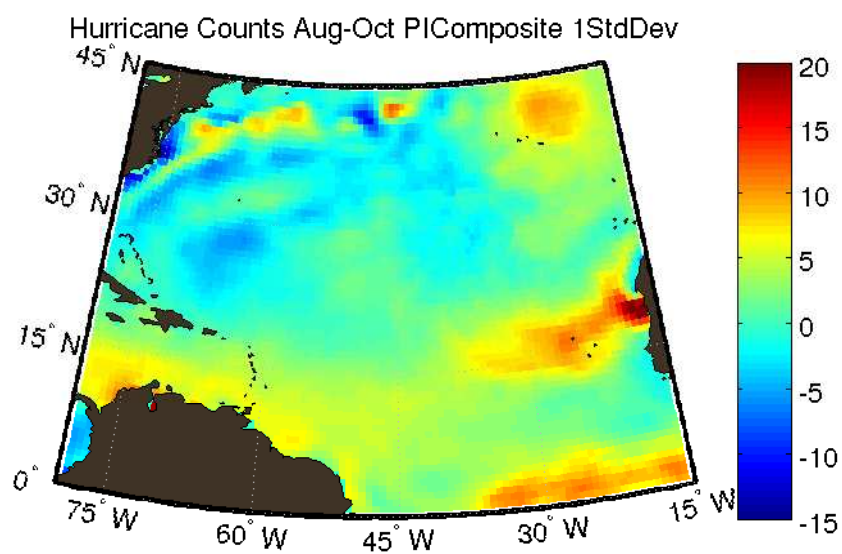 Hurricane Counts Aug-Oct PIComposite 1StdDev
45° N
30° N
15° N
0°
75° W
60° W
45° W
30° W
15° W
20
15
10
5
0
-5
-10
-15